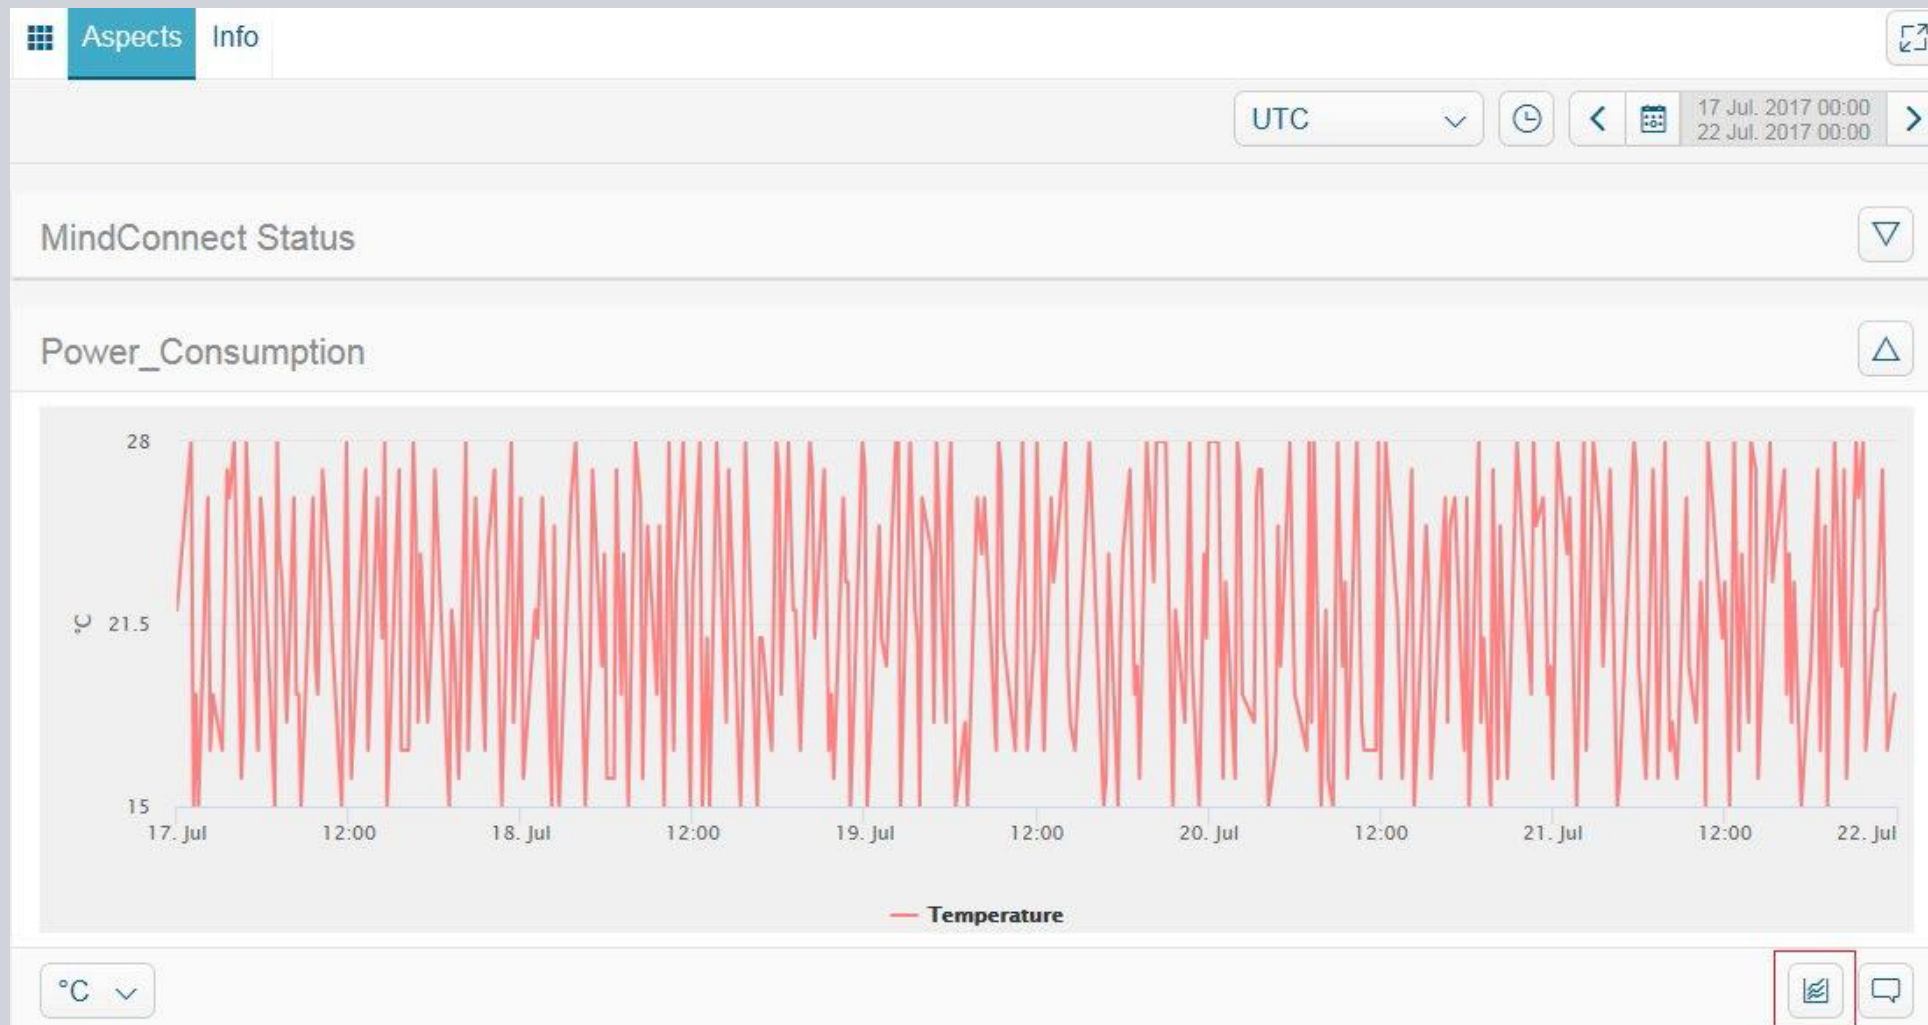 Aspects Info
UTC
17 Jul. 2017 00:00
22 Jul. 2017 00:00
MindConnect Status
Power_Consumption
28
21.5
15
°C
17. Jul 12:00 18. Jul 12:00 19. Jul 12:00 20. Jul 12:00 21. Jul 12:00 22. Jul
Temperature
°C